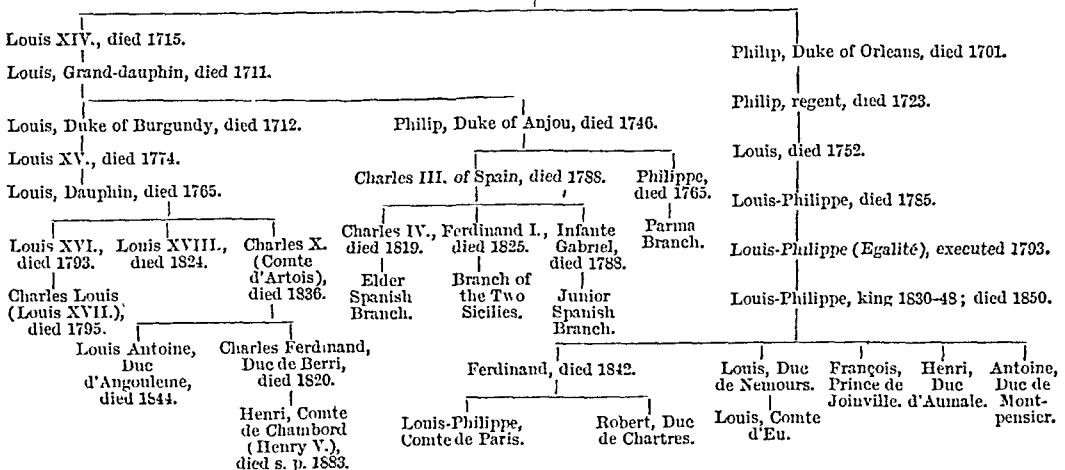 Louis XIV., died 1715.
Louis, Grand-dauphin, died 1711.
Louis, Duke of Burgundy, died 1712.
Louis XV., died 1774.
Louis, Dauphin, died 1765.
Louis XVI.,
died 1793.
Charles Louis
(Louis XVII.),
died 1795.
Louis XVIII.,
died 1824.
Charles X.
(Comte
d'Artois),
died 1836.
Louis Antoine,
Duc
d'Angouleme,
died 1844.
Charles Ferdinand,
Duc de Berri,
died 1820.
Henri, Comte
de Chambord
(Henry V.),
died s. p. 1883.
Philip, Duke of Anjou, died 1746.
Charles III. of Spain, died 1788.
Charles IV.,
died 1819.
Elder
Spanish
Branch.
Ferdinand I.,
died 1825.
Branch of
the Two
Sicilies.
Infante
Gabriel,
died 1788.
Junior
Spanish
Branch.
Philippe,
died 1765.
Parma
Branch.
Philip, Duke of Orleans, died 1701.
Philip, regent, died 1723.
Louis, died 1752.
Louis-Philippe, died 1785.
Louis-Philippe (Egalité), executed 1793.
Louis-Philippe, king 1830-48; died 1850.
Ferdinand, died 1842.
Louis-Philippe,
Comte de Paris.
Robert, Duc
de Chartres.
Louis, Duc
de Nemours.
Louis, Comte
d'Eu.
François,
Prince de
Joinville.
Henri,
Duc
d'Aumale.
Antoine,
Duc de
Mont-
pensier.